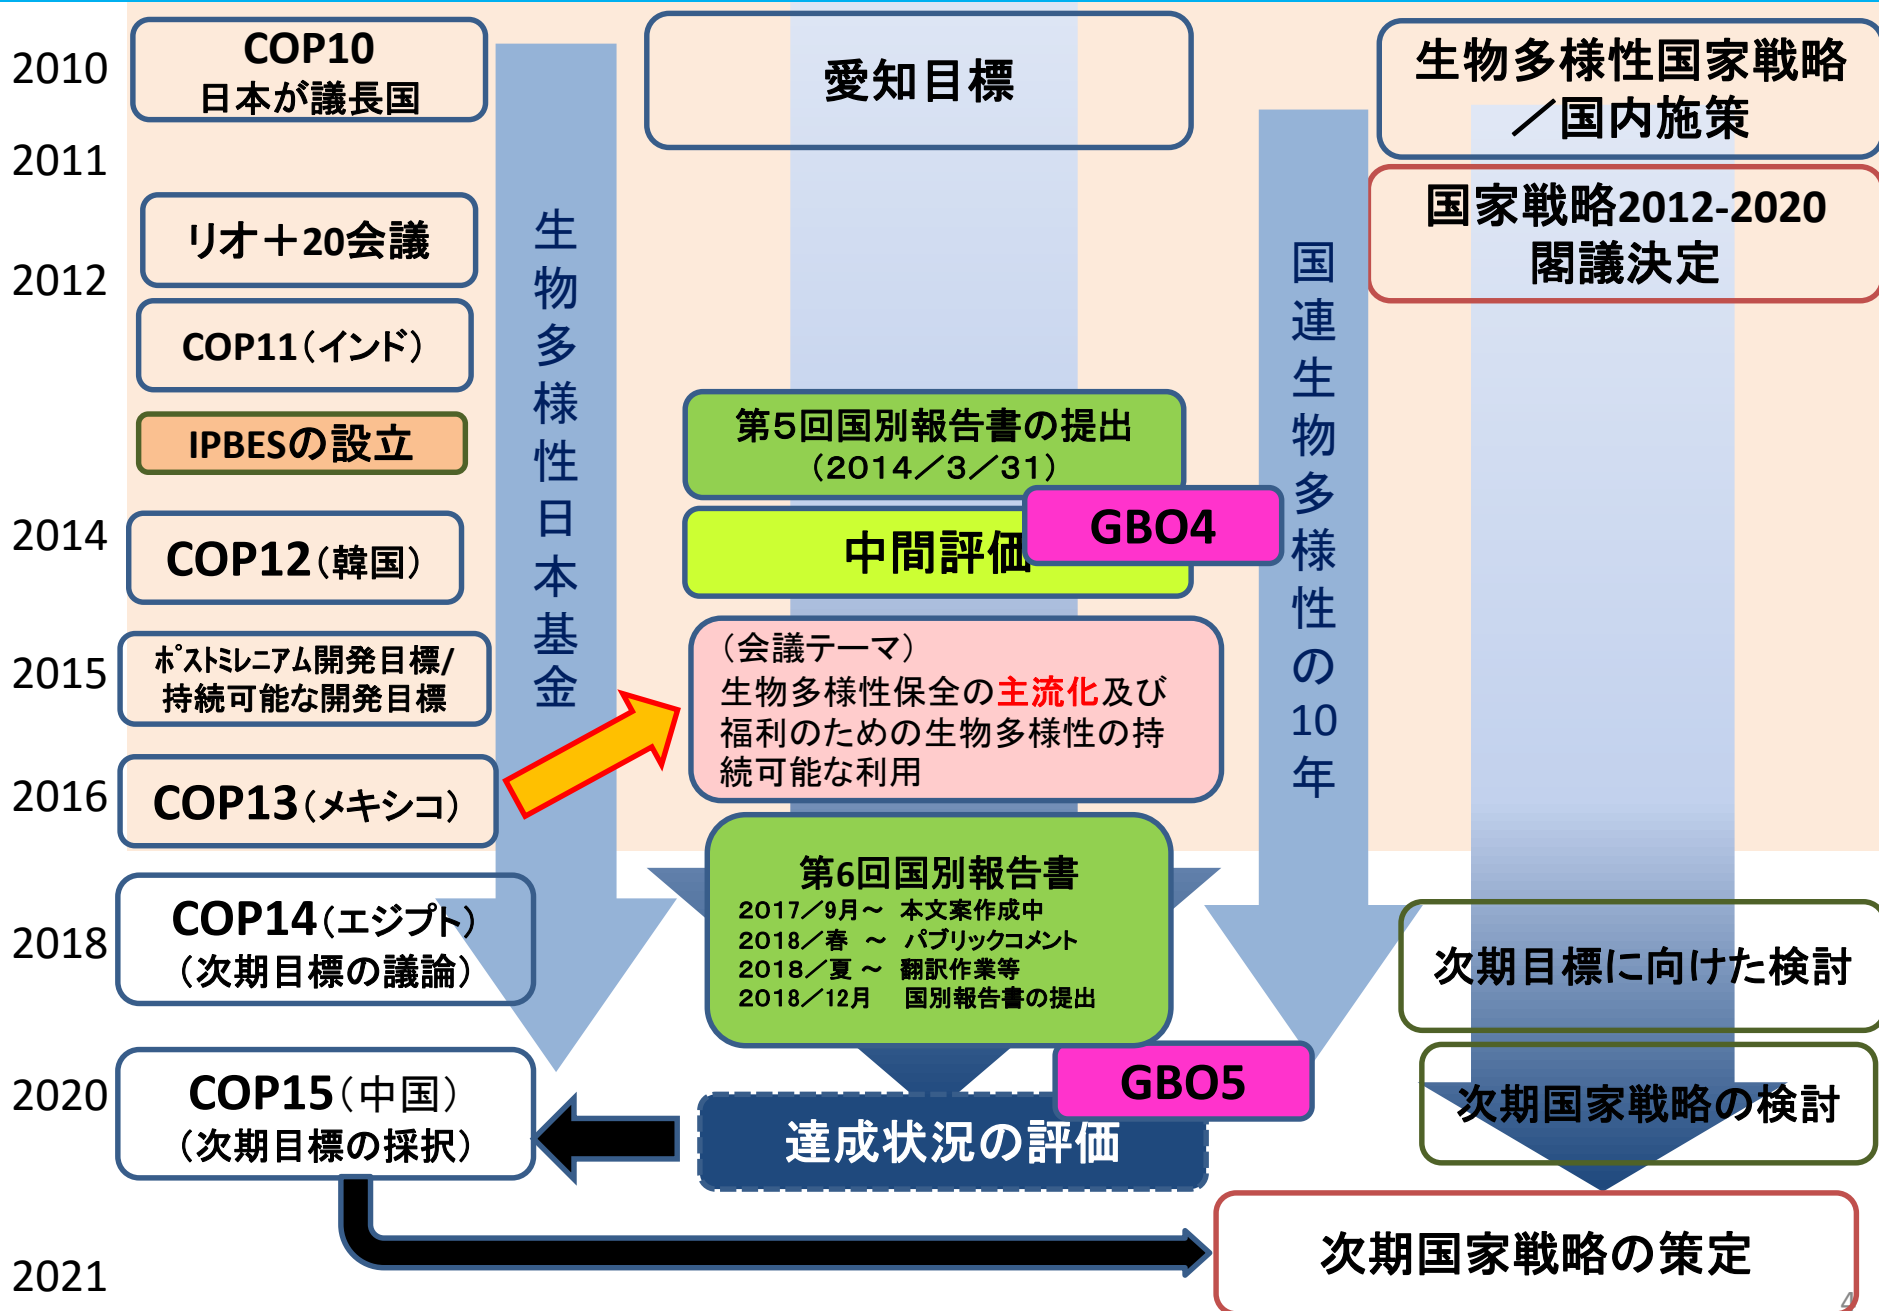 2010
COP10
日本が議長国
愛知目標
生物多様性国家戦略
／国内施策
2011
国家戦略2012-2020
閣議決定
リオ＋20会議
2012
COP11（インド）
IPBESの設立
生物多様性日本基金
国連生物多様性の10年
第5回国別報告書の提出
（2014／3／31）
GBO4
中間評価
2014
COP12（韓国）
2015
ﾎﾟｽﾄﾐﾚﾆｱﾑ開発目標/
持続可能な開発目標
（会議テーマ）
生物多様性保全の主流化及び
福利のための生物多様性の持
続可能な利用
2016
COP13（メキシコ）
第6回国別報告書
2017／9月～ 本文案作成中
2018／春 ～ パブリックコメント
2018／夏 ～ 翻訳作業等
2018／12月 国別報告書の提出
2018
COP14（エジプト）
（次期目標の議論）
次期目標に向けた検討
2020
COP15（中国）
（次期目標の採択）
GBO5
達成状況の評価
次期国家戦略の検討
次期国家戦略の策定
2021
4